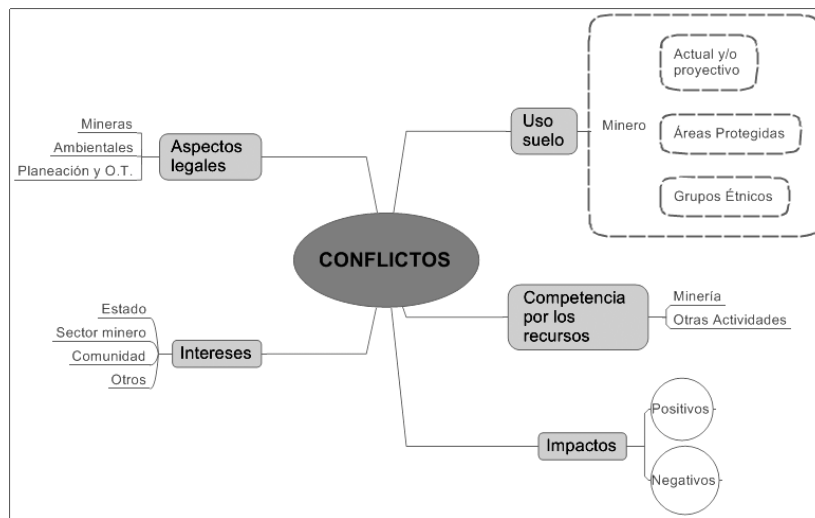 Mineras
Ambientales
Planeación y O.T.
Aspectos
legales
Uso
suelo
Minero
Actual y/o
proyectivo
Áreas Protegidas
Grupos Étnicos
CONFLICTOS
Estado
Sector minero
Comunidad
Otros
Intereses
Competencia
por los
recursos
Minería
Otras Actividades
Impactos
Positivos
Negativos